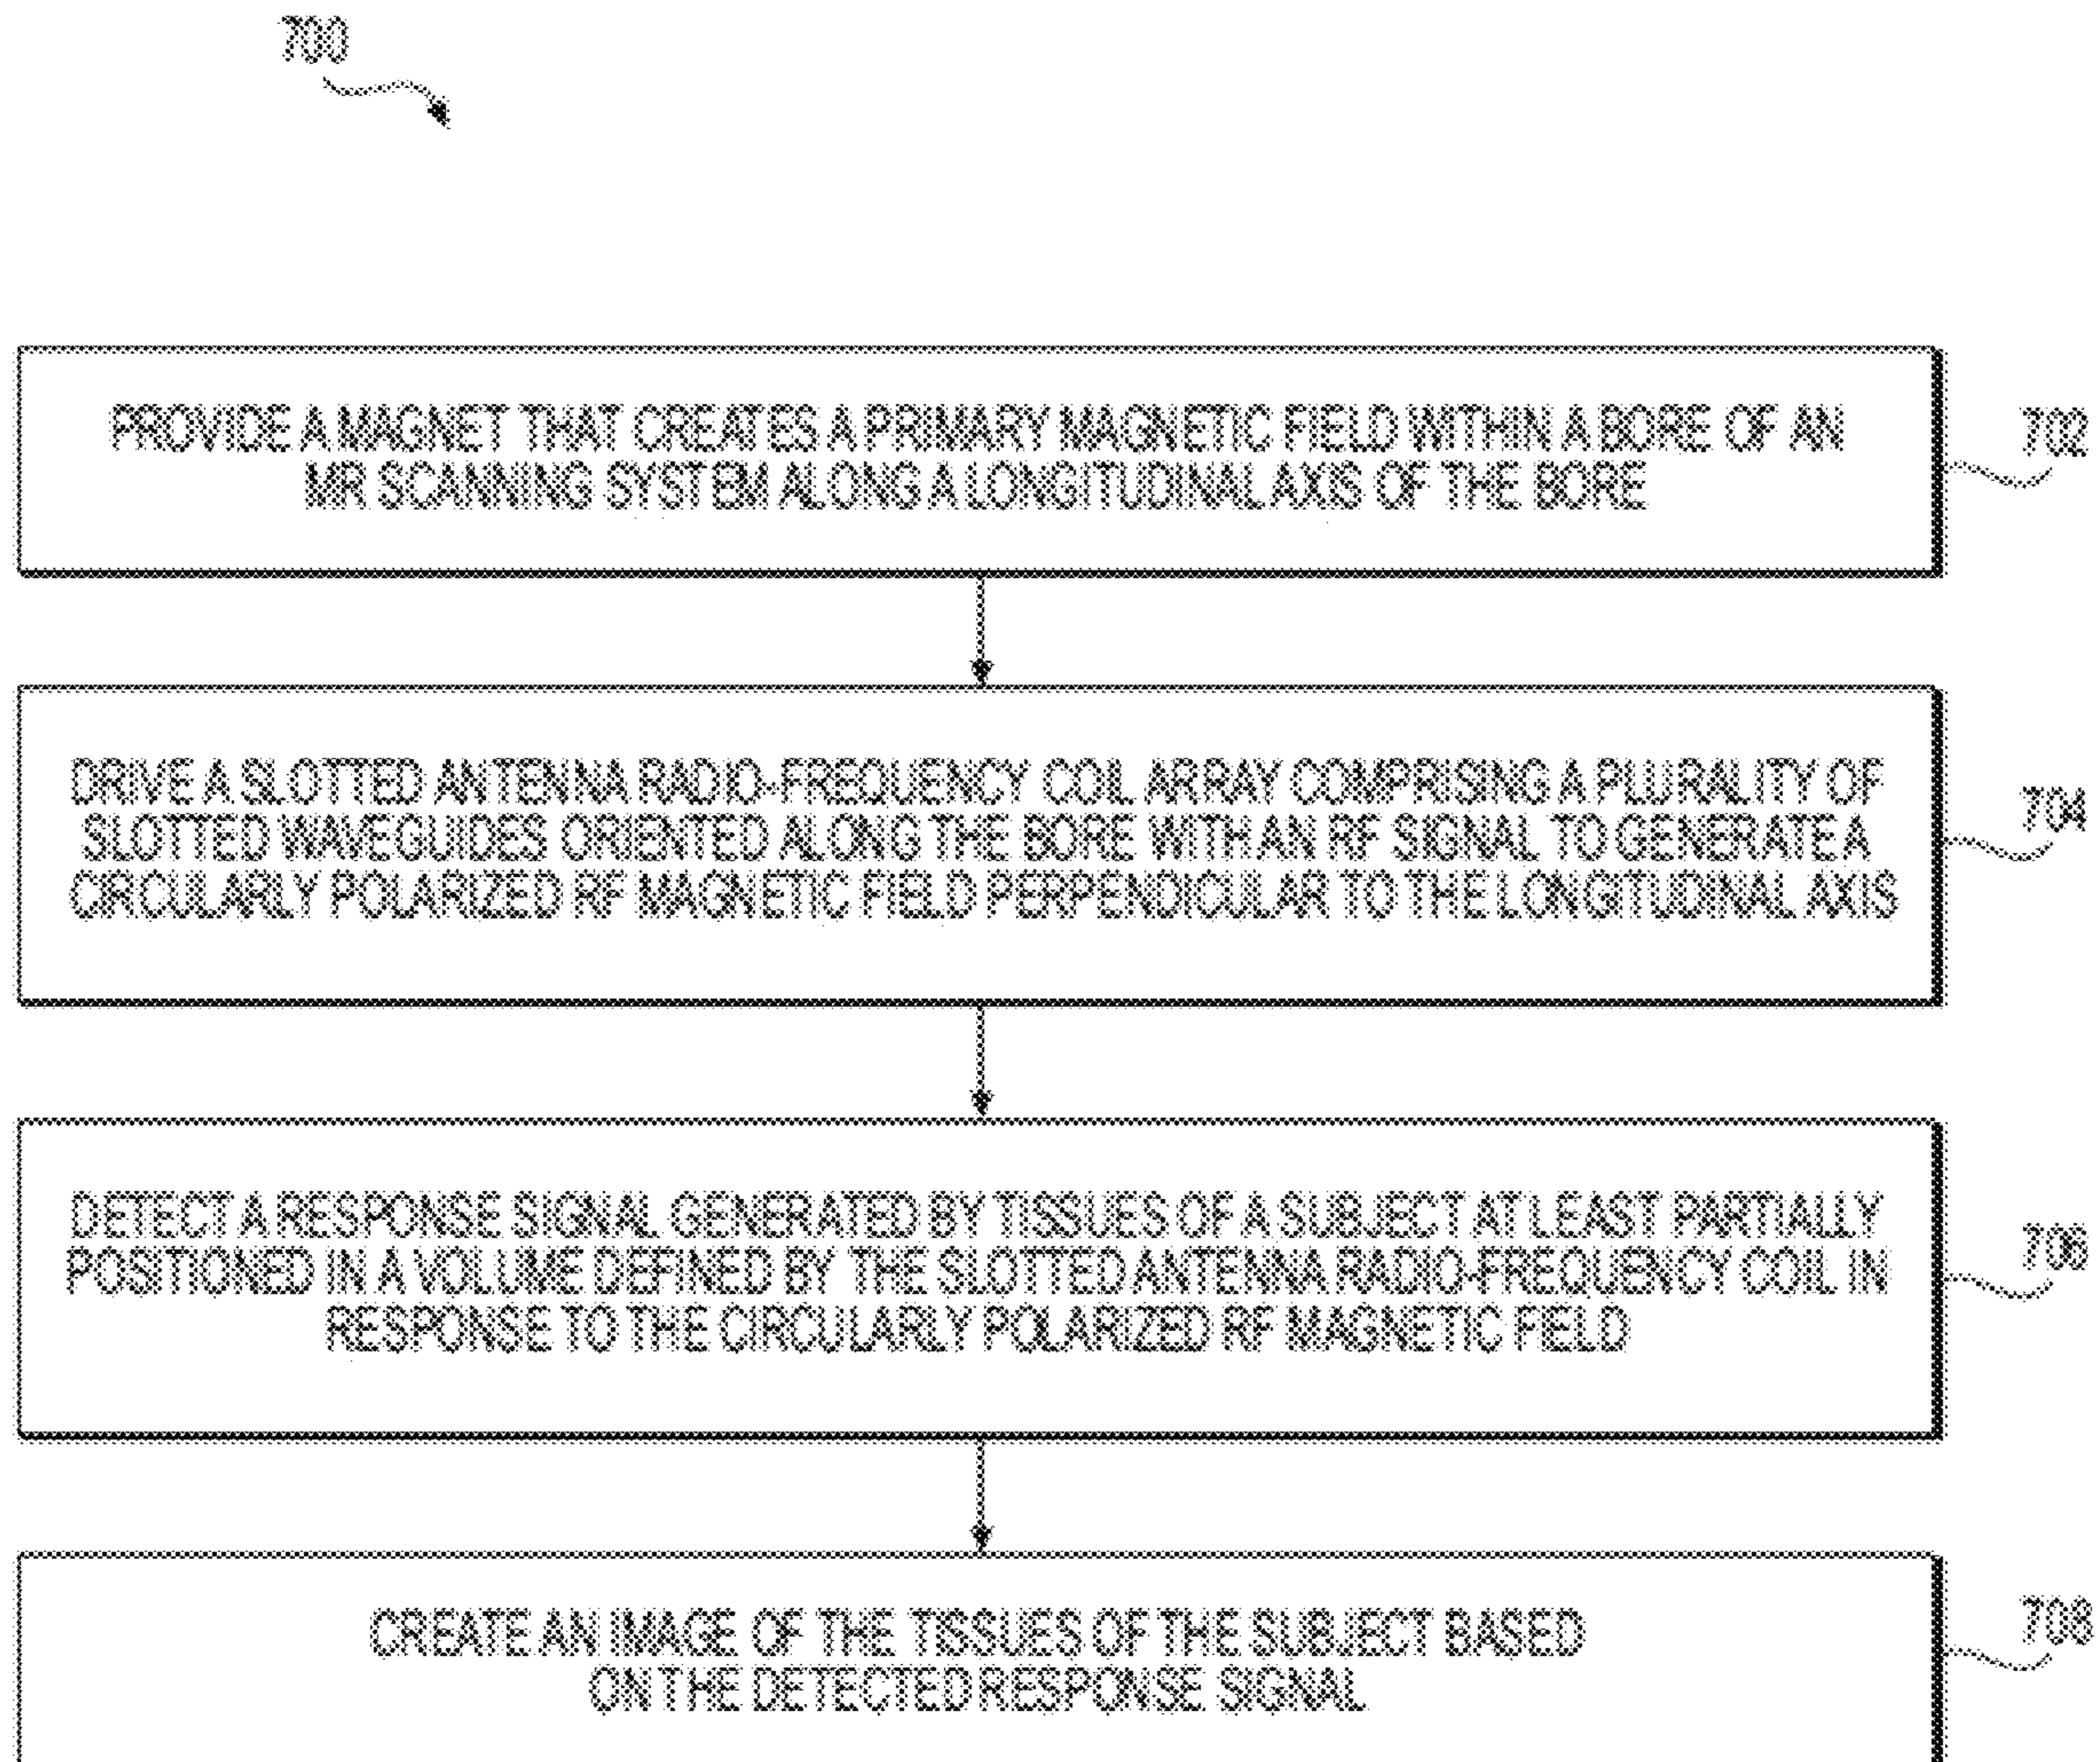 700
PROVIDE A MAGNET THAT CREATES A PRIMARY MAGNETIC FIELD WITHIN A BORE OF AN
MR SCANNING SYSTEM ALONG A LONGITUDINAL AXIS OF THE BORE
702
DRIVE A SLOTTED ANTENNA RADIO-FREQUENCY COIL ARRAY COMPRISING A PLURALITY OF
SLOTTED WAVEGUIDES ORIENTED ALONG THE BORE WITH AN RF SIGNAL TO GENERATE A
CIRCULARLY POLARIZED RF MAGNETIC FIELD PERPENDICULAR TO THE LONGITUDINAL AXIS
704
DETECT A RESPONSE SIGNAL GENERATED BY TISSUES OF A SUBJECT AT LEAST PARTIALLY
POSITIONED IN A VOLUME DEFINED BY THE SLOTTED ANTENNA RADIO-FREQUENCY COIL IN
RESPONSE TO THE CIRCULARLY POLARIZED RF MAGNETIC FIELD
706
CREATE AN IMAGE OF THE TISSUES OF THE SUBJECT BASED
ON THE DETECTED RESPONSE SIGNAL
708